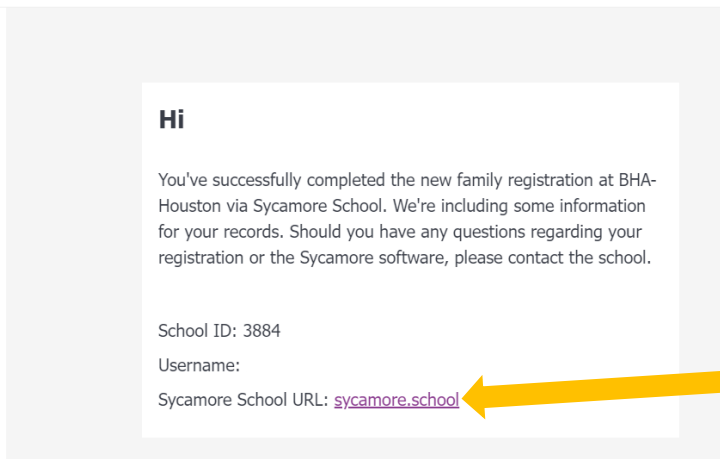 Hi
You've successfully completed the new family registration at BHA-
Houston via Sycamore School. We're including some information
for your records. Should you have any questions regarding your
registration or the Sycamore software, please contact the school.
School ID: 3884
Username:
Sycamore School URL: sycamore.school